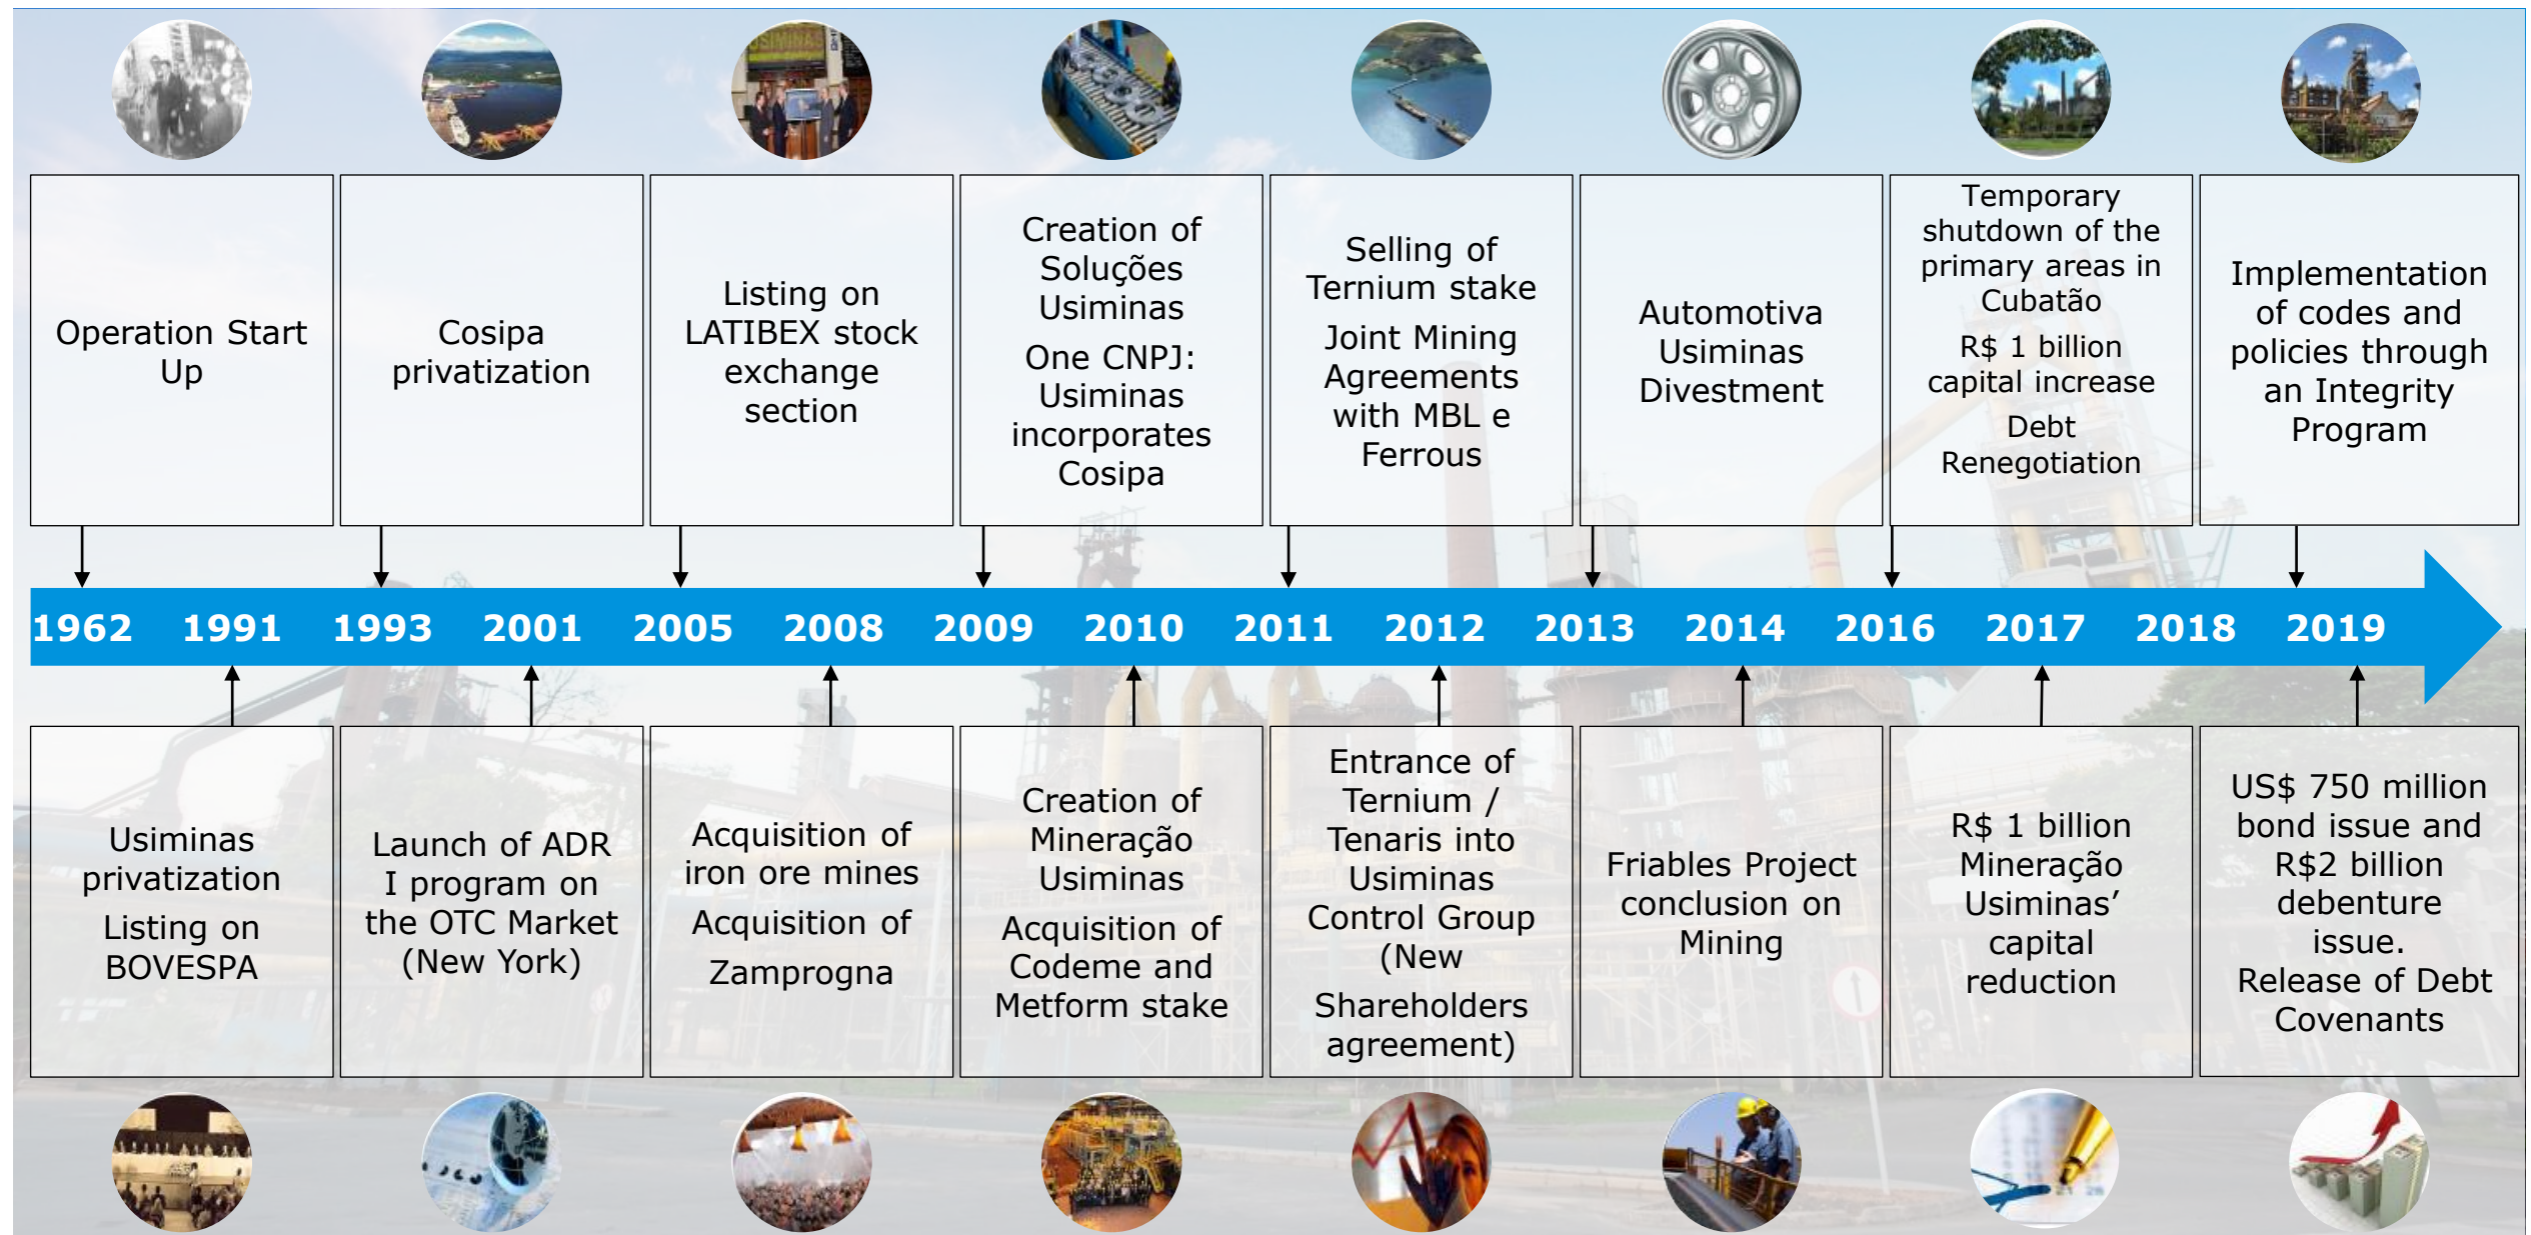 Operation Start
Up
Cosipa
privatization
Listing on
LATIBEX stock
exchange
section
Creation of
Soluções
Usiminas
One CNPJ:
Usiminas
incorporates
Cosipa
Selling of
Ternium stake
Joint Mining
Agreements
with MBL e
Ferrous
Automotiva
Usiminas
Divestment
Temporary
shutdown of the
primary areas in
Cubatão
R$ 1 billion
capital increase
Debt
Renegotiation
Implementation
of codes and
policies through
an Integrity
Program
1962 1991 1993 2001 2005 2008 2009 2010 2011 2012 2013 2014 2016 2017 2018 2019
Usiminas
privatization
Listing on
BOVESPA
Launch of ADR
I program on
the OTC Market
(New York)
Acquisition of
iron ore mines
Acquisition of
Zamprogna
Creation of
Mineração
Usiminas
Acquisition of
Codeme and
Metform stake
Entrance of
Ternium /
Tenaris into
Usiminas
Control Group
(New
Shareholders
agreement)
Friables Project
conclusion on
Mining
R$ 1 billion
Mineração
Usiminas’
capital
reduction
US$ 750 million
bond issue and
R$2 billion
debenture
issue.
Release of Debt
Covenants